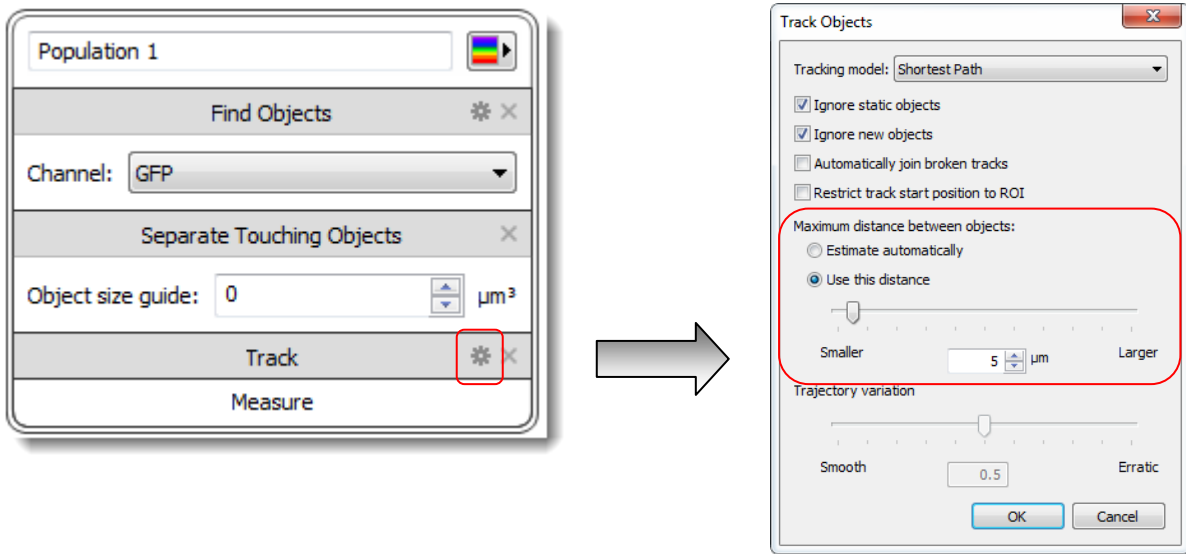 Population 1
Find Objects
Channel: GFP
Separate Touching Objects
Object size guide: 0 µm³
Track
Measure
Track Objects
Tracking model: Shortest Path
Ignore static objects
Ignore new objects
Automatically join broken tracks
Restrict track start position to ROI
Maximum distance between objects:
Estimate automatically
Use this distance
Smaller 5 µm Larger
Trajectory variation
Smooth 0.5 Erratic
OK Cancel